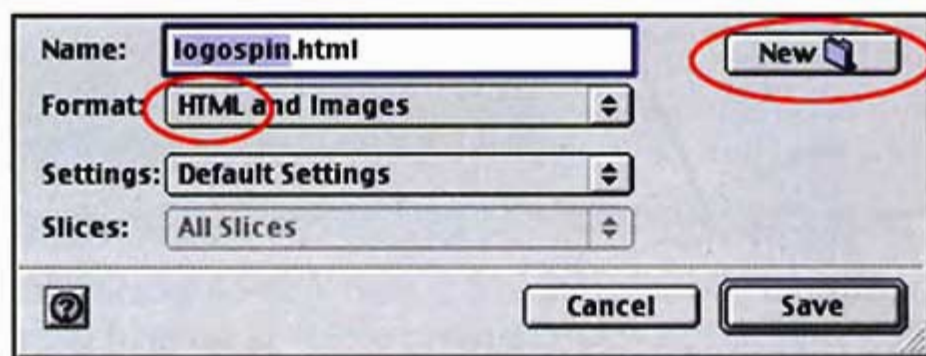 Name: logospin.html New
Format: HTML and Images
Settings: Default Settings
Slices: All Slices
? Cancel Save